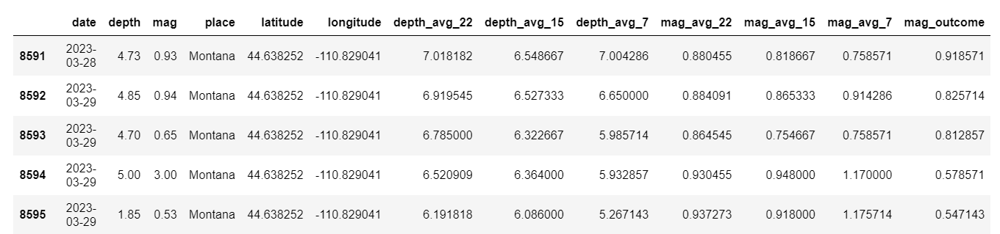 date depth mag place latitude longitude depth_avg_22 depth_avg_15 depth_avg_7 mag_avg_22 mag_avg_15 mag_avg_7 mag_outcome
8591 2023-03-28 4.73 0.93 Montana 44.638252 -110.829041 7.018182 6.548667 7.004286 0.880455 0.818667 0.758571 0.918571
8592 2023-03-29 4.85 0.94 Montana 44.638252 -110.829041 6.919545 6.527333 6.650000 0.884091 0.865333 0.914286 0.825714
8593 2023-03-29 4.70 0.65 Montana 44.638252 -110.829041 6.785000 6.322667 5.985714 0.864545 0.754667 0.758571 0.812857
8594 2023-03-29 5.00 3.00 Montana 44.638252 -110.829041 6.520909 6.364000 5.932857 0.930455 0.948000 1.170000 0.578571
8595 2023-03-29 1.85 0.53 Montana 44.638252 -110.829041 6.191818 6.086000 5.267143 0.937273 0.918000 1.175714 0.547143